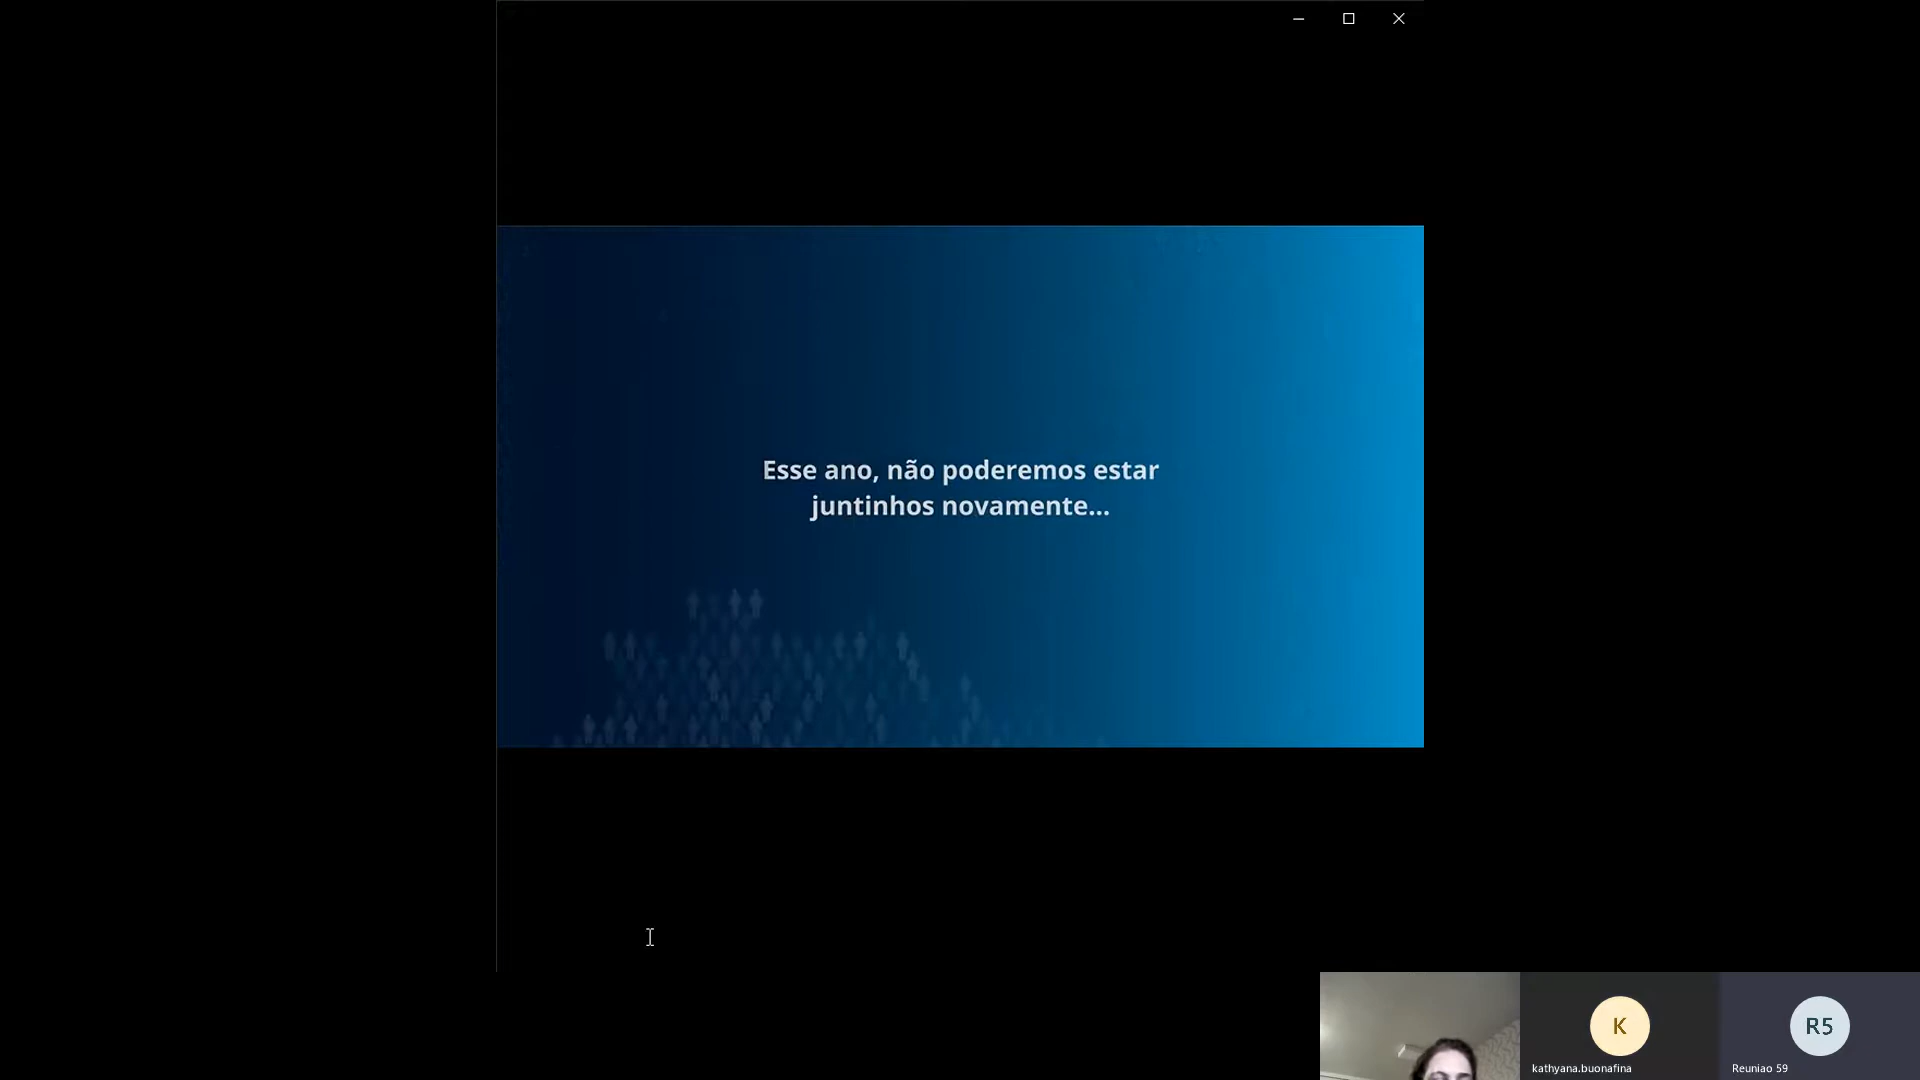 Esse ano, não poderemos estar
juntinhos novamente...
K
R5
kathyana.buonafina
Reuniao 59